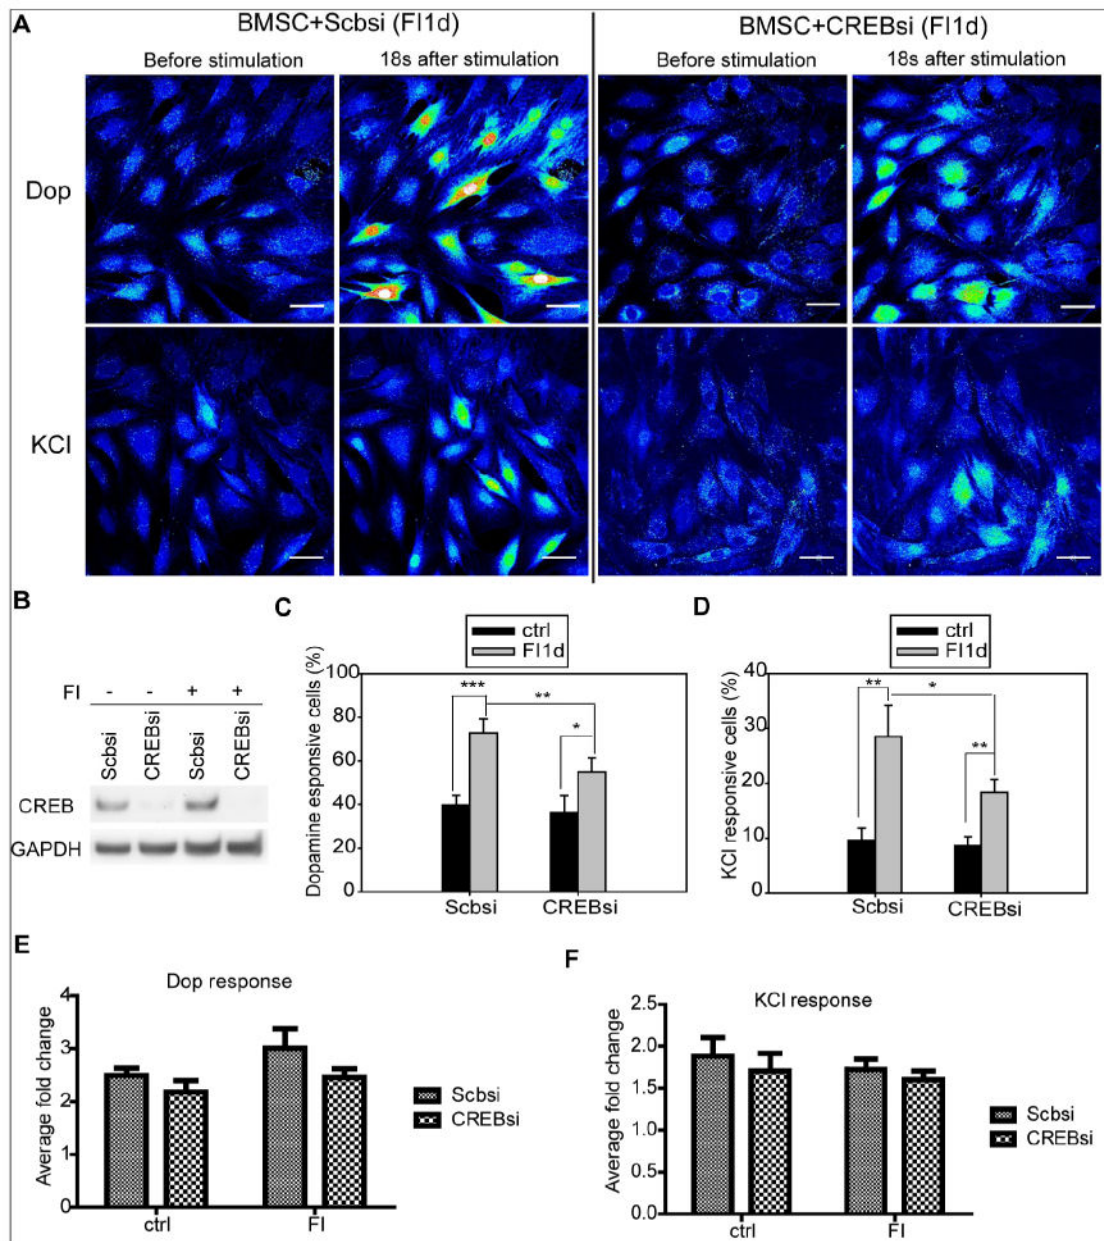 A
BMSC+Scbsi (FI1d)
BMSC+CREBsi (FI1d)
Before stimulation
18s after stimulation
Before stimulation
18s after stimulation
Dop
KCl
B
FI - - + +
Scbsi
CREBsi
Scbsi
CREBsi
CREB
GAPDH
C
ctrl
FI1d
Dopamine esponsive cells (%)
100
80
60
40
20
0
***
**
*
Scbsi
CREBsi
D
ctrl
FI1d
KCl responsive cells (%)
40
30
20
10
0
**
*
**
Scbsi
CREBsi
E
Dop response
Average fold change
4
3
2
1
0
ctrl
FI
Scbsi
CREBsi
F
KCl response
Average fold change
2.5
2.0
1.5
1.0
0.5
0.0
ctrl
FI
Scbsi
CREBsi